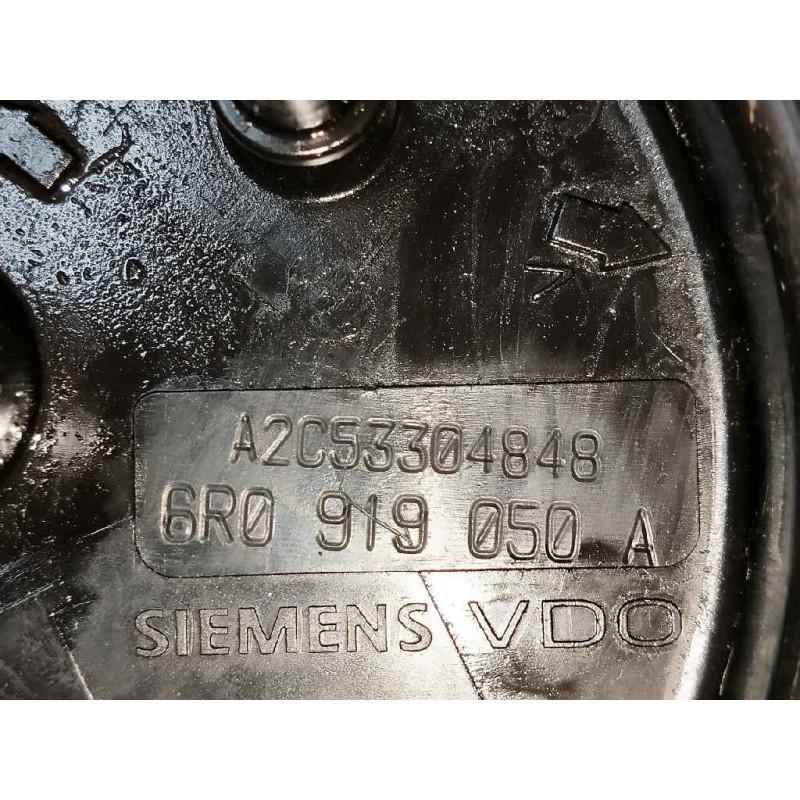 A2C53304848
6R0 919 050 A
SIEMENS VDO